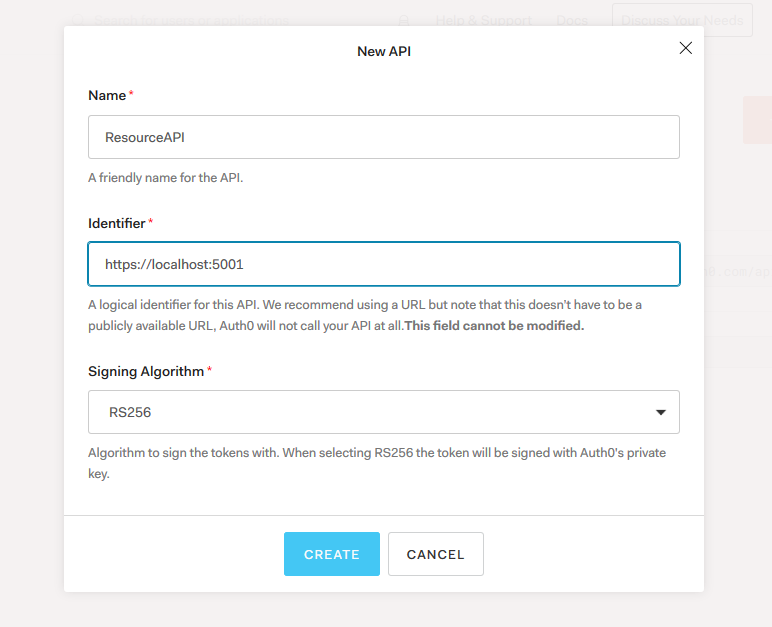 Search for users or applications
Help & Support
Docs
Discuss Your Needs
New API
Name *
ResourceAPI
A friendly name for the API.
Identifier *
https://localhost:5001
A logical identifier for this API. We recommend using a URL but note that this doesn't have to be a
publicly available URL, Auth0 will not call your API at all.This field cannot be modified.
Signing Algorithm *
RS256
Algorithm to sign the tokens with. When selecting RS256 the token will be signed with Auth0's private
key.
CREATE
CANCEL